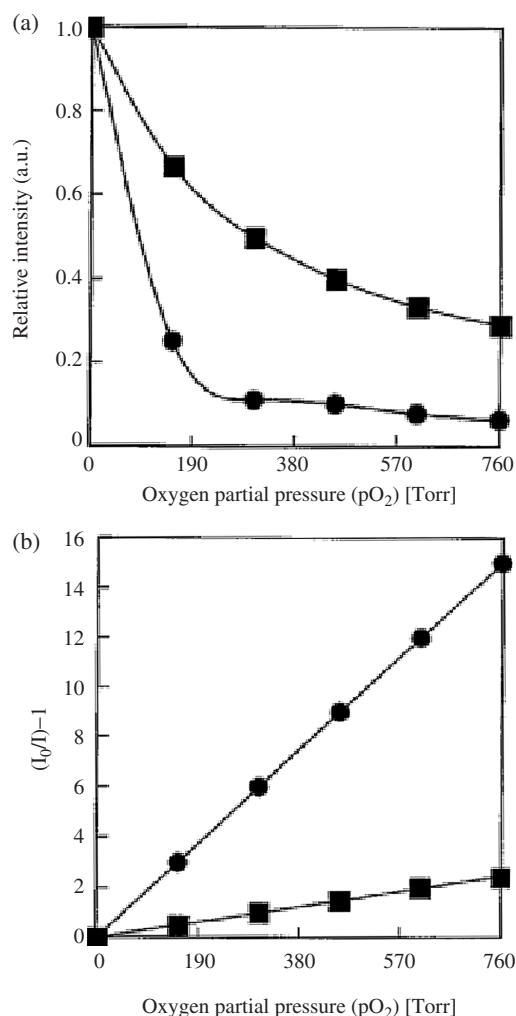 (a)
1.0
0.8
0.6
0.4
0.2
0
Relative intensity (a.u.)
0 190 380 570 760
Oxygen partial pressure (pO₂) [Torr]
(b)
16
14
12
10
8
6
4
2
0
(I₀/I)−1
0 190 380 570 760
Oxygen partial pressure (pO₂) [Torr]